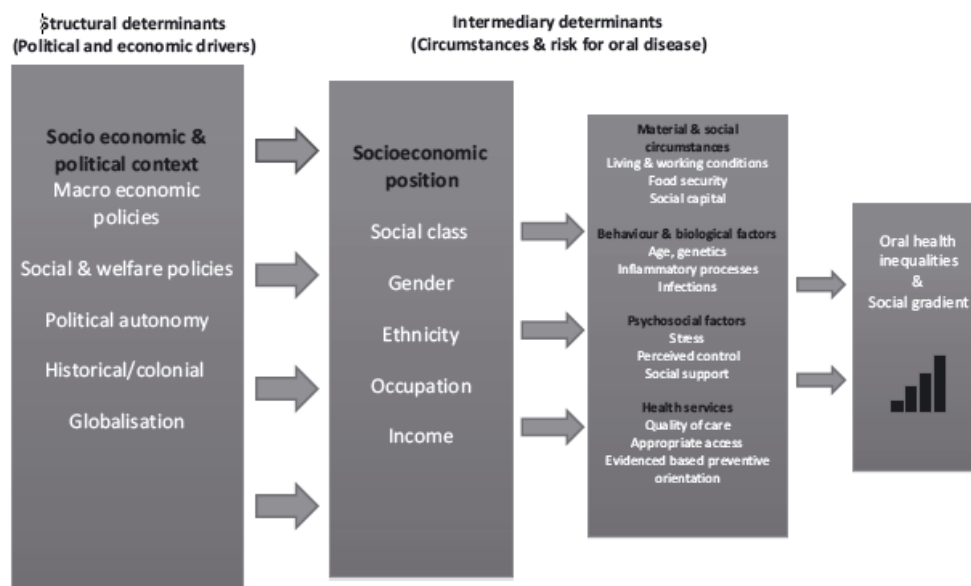 Structural determinants
(Political and economic drivers)
Intermediary determinants
(Circumstances & risk for oral disease)
Socio economic &
political context
Macro economic
policies
Social & welfare policies
Political autonomy
Historical/colonial
Globalisation
Socioeconomic
position
Social class
Gender
Ethnicity
Occupation
Income
Material & social
circumstances
Living & working conditions
Food security
Social capital
Behaviour & biological factors
Age, genetics
Inflammatory processes
Infections
Psychosocial factors
Stress
Perceived control
Social support
Health services
Quality of care
Appropriate access
Evidenced based preventive
orientation
Oral health
inequalities
&
Social gradient